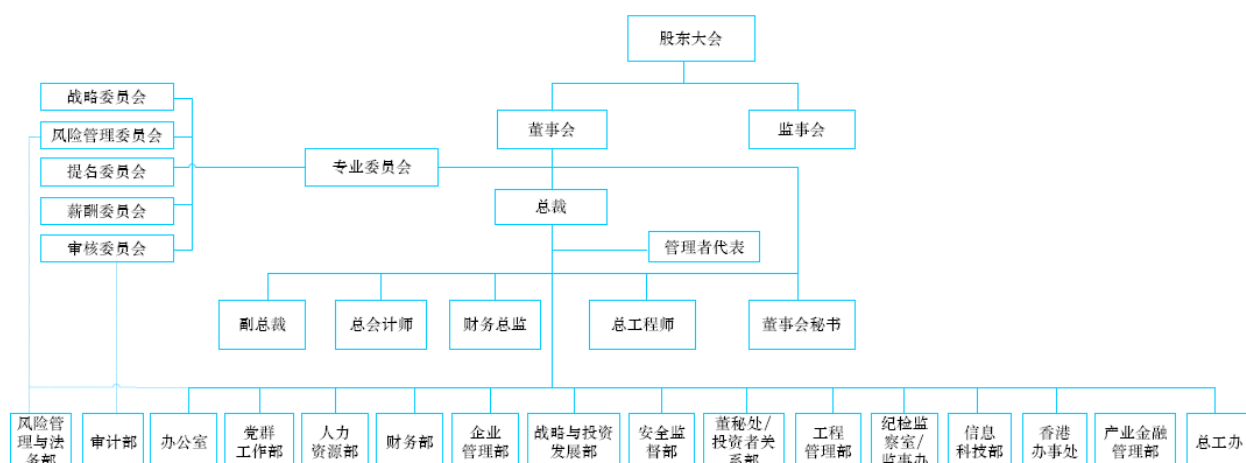 股东大会
战略委员会
董事会
监事会
风险管理委员会
专业委员会
提名委员会
总裁
薪酬委员会
审核委员会
管理者代表
副总裁
总会计师
财务总监
总工程师
董事会秘书
风险管
理与法
务部
审计部
办公室
党群
工作部
人力
资源部
财务部
企业
管理部
战略与投资
发展部
安全监
督部
董秘处/
投资者关
系部
工程
管理部
纪检监
察室/
监事办
信息
科技部
香港
办事处
产业金融
管理部
总工办